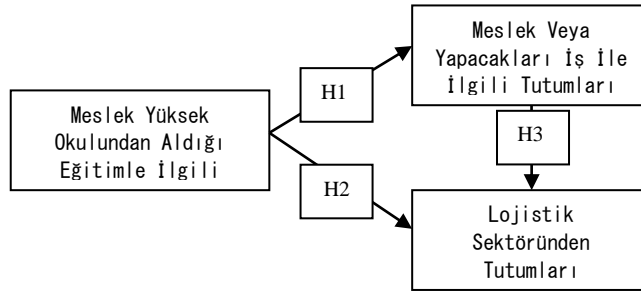 Meslek Yüksek
Okulundan Aldığı
Eğitimle İlgili
H1
H2
Meslek Veya
Yapacakları İş İle
İlgili Tutumları
H3
Lojistik
Sektöründen
Tutumları